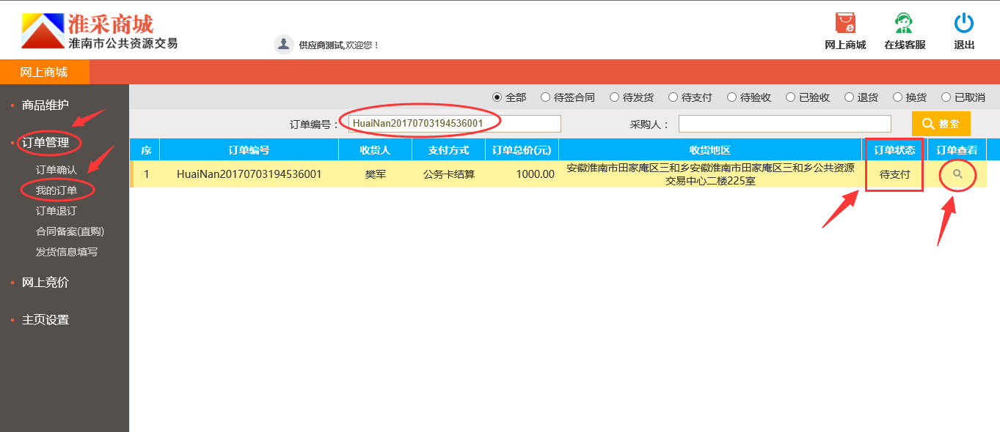 淮采商城
淮南市公共资源交易
供应商测试,欢迎您！
网上商城 在线客服 退出
网上商城
商品维护
订单管理
订单确认
我的订单
订单退订
合同备案(直购)
发货信息填写
网上竞价
主页设置
全部 待签合同 待发货 待支付 待验收 已验收 退货 换货 已取消
订单编号： HuaiNan20170703194536001 采购人： 搜索
序 订单编号 收货人 支付方式 订单总价(元) 收货地区 订单状态 订单查看
1 HuaiNan20170703194536001 樊军 公务卡结算 1000.00 安徽淮南市田家庵区三和乡安徽淮南市田家庵区三和乡公共资源 待支付
交易中心二楼225室